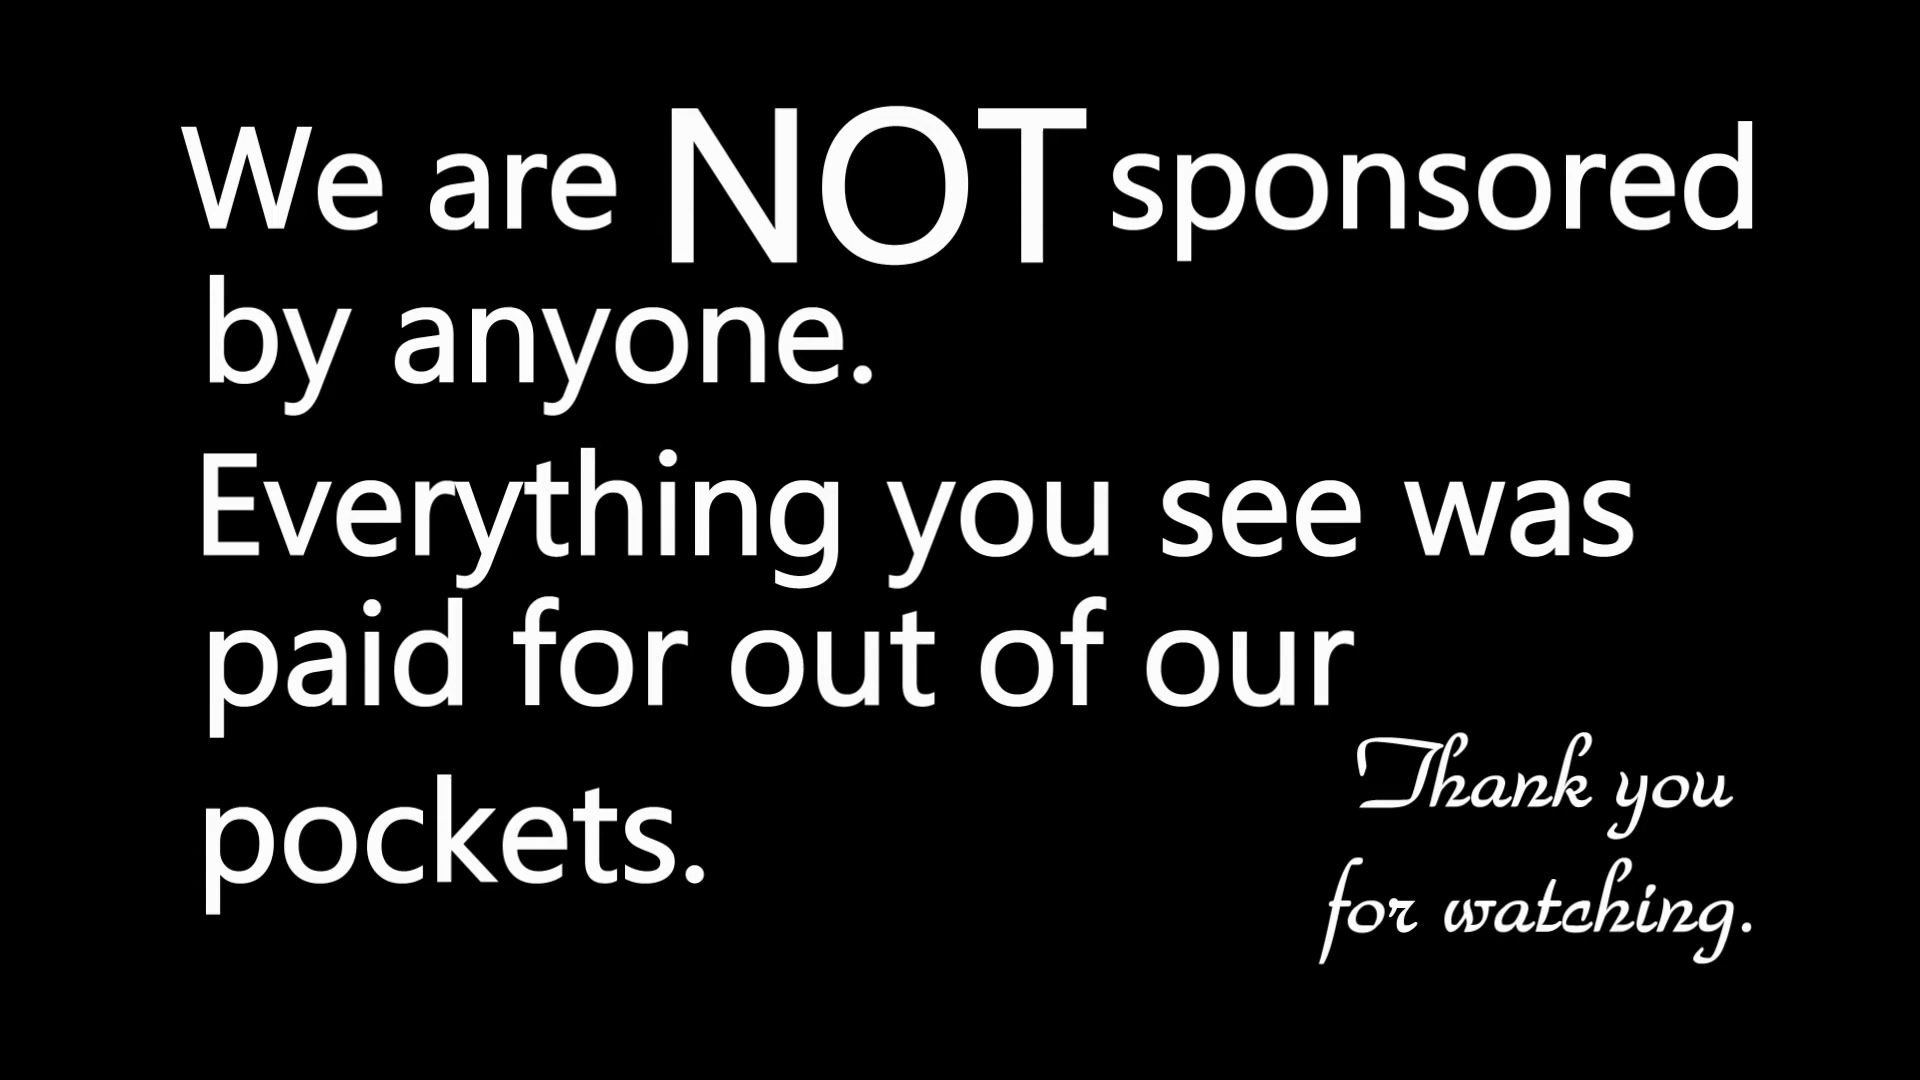 We are NOT sponsored
by anyone.
Everything you see was
paid for out of our
pockets.
Thank you
for watching.